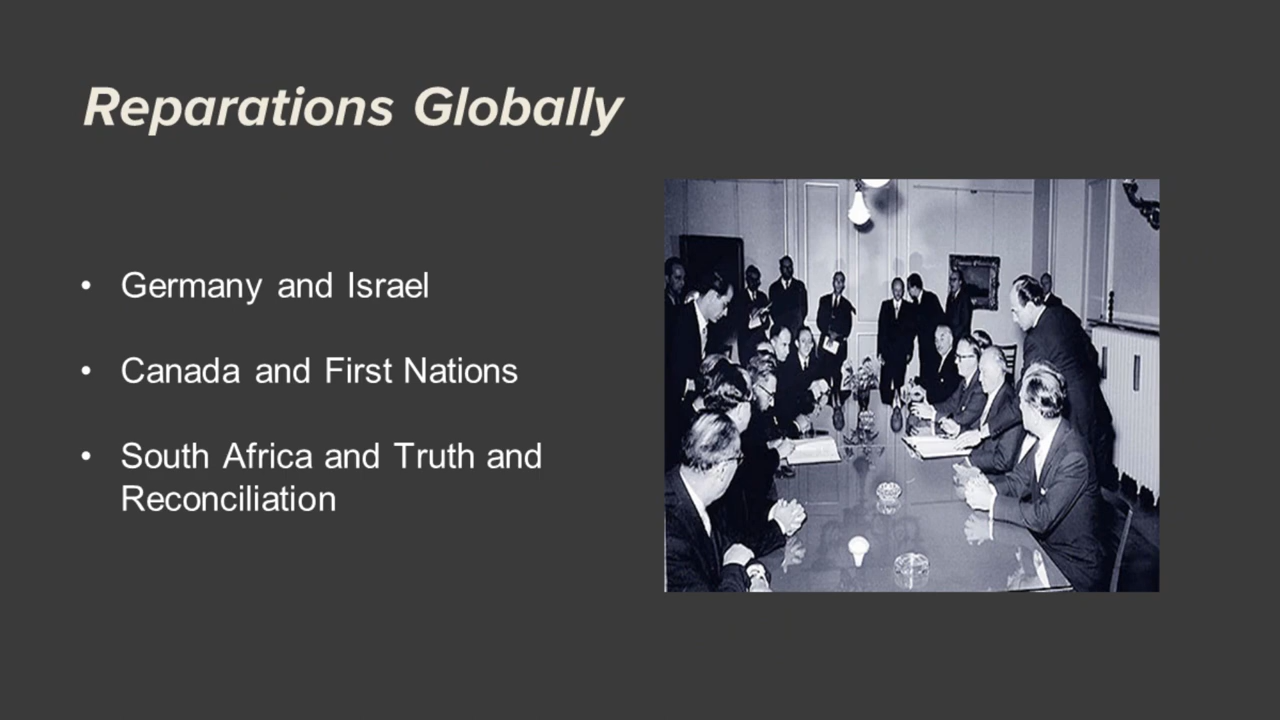 Reparations Globally
• Germany and Israel
• Canada and First Nations
• South Africa and Truth and
Reconciliation